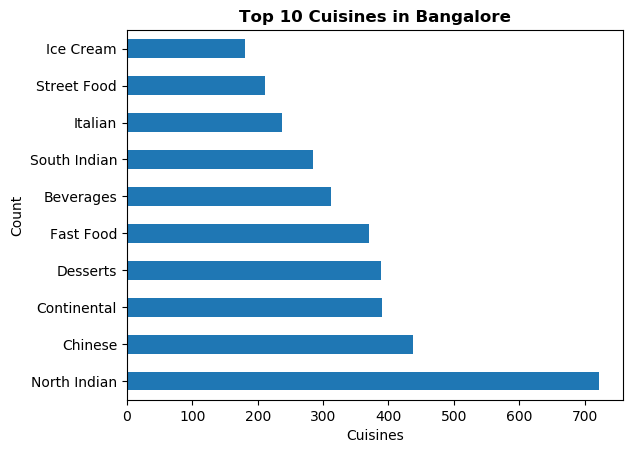 Top 10 Cuisines in Bangalore
Ice Cream
Street Food
Italian
South Indian
Beverages
Fast Food
Desserts
Continental
Chinese
North Indian
Count
0 100 200 300 400 500 600 700
Cuisines